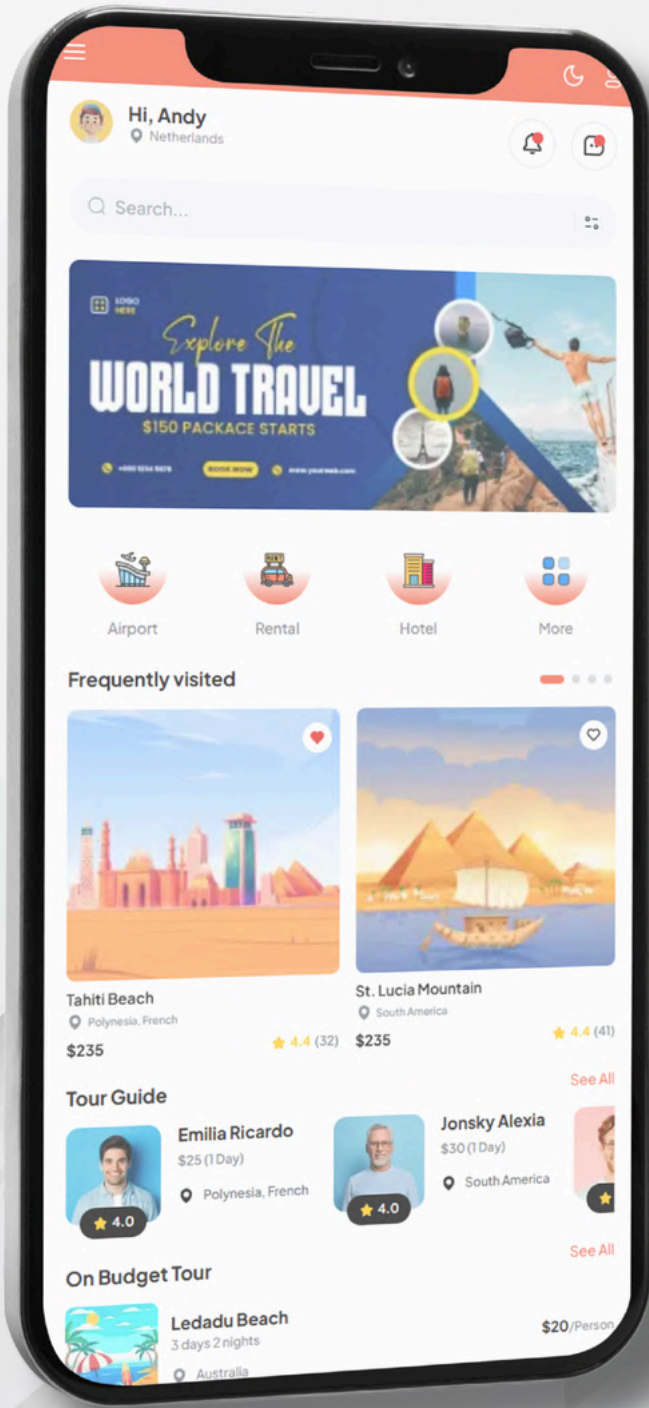 Hi, Andy
Netherlands
Search...
LOGO
HERE
Explore The
WORLD TRAVEL
$150 PACKACE STARTS
+000 1234 5678
BOOK NOW
www.yourweb.com
RENT
Airport
Rental
Hotel
More
Frequently visited
Tahiti Beach
Polynesia, French
$235
4.4 (32)
St. Lucia Mountain
South America
$235
4.4 (41)
Tour Guide
See All
Emilia Ricardo
$25 (1 Day)
Polynesia, French
4.0
Jonsky Alexia
$30 (1 Day)
South America
4.0
On Budget Tour
See All
Ledadu Beach
3 days 2 nights
$20/Person
Australia